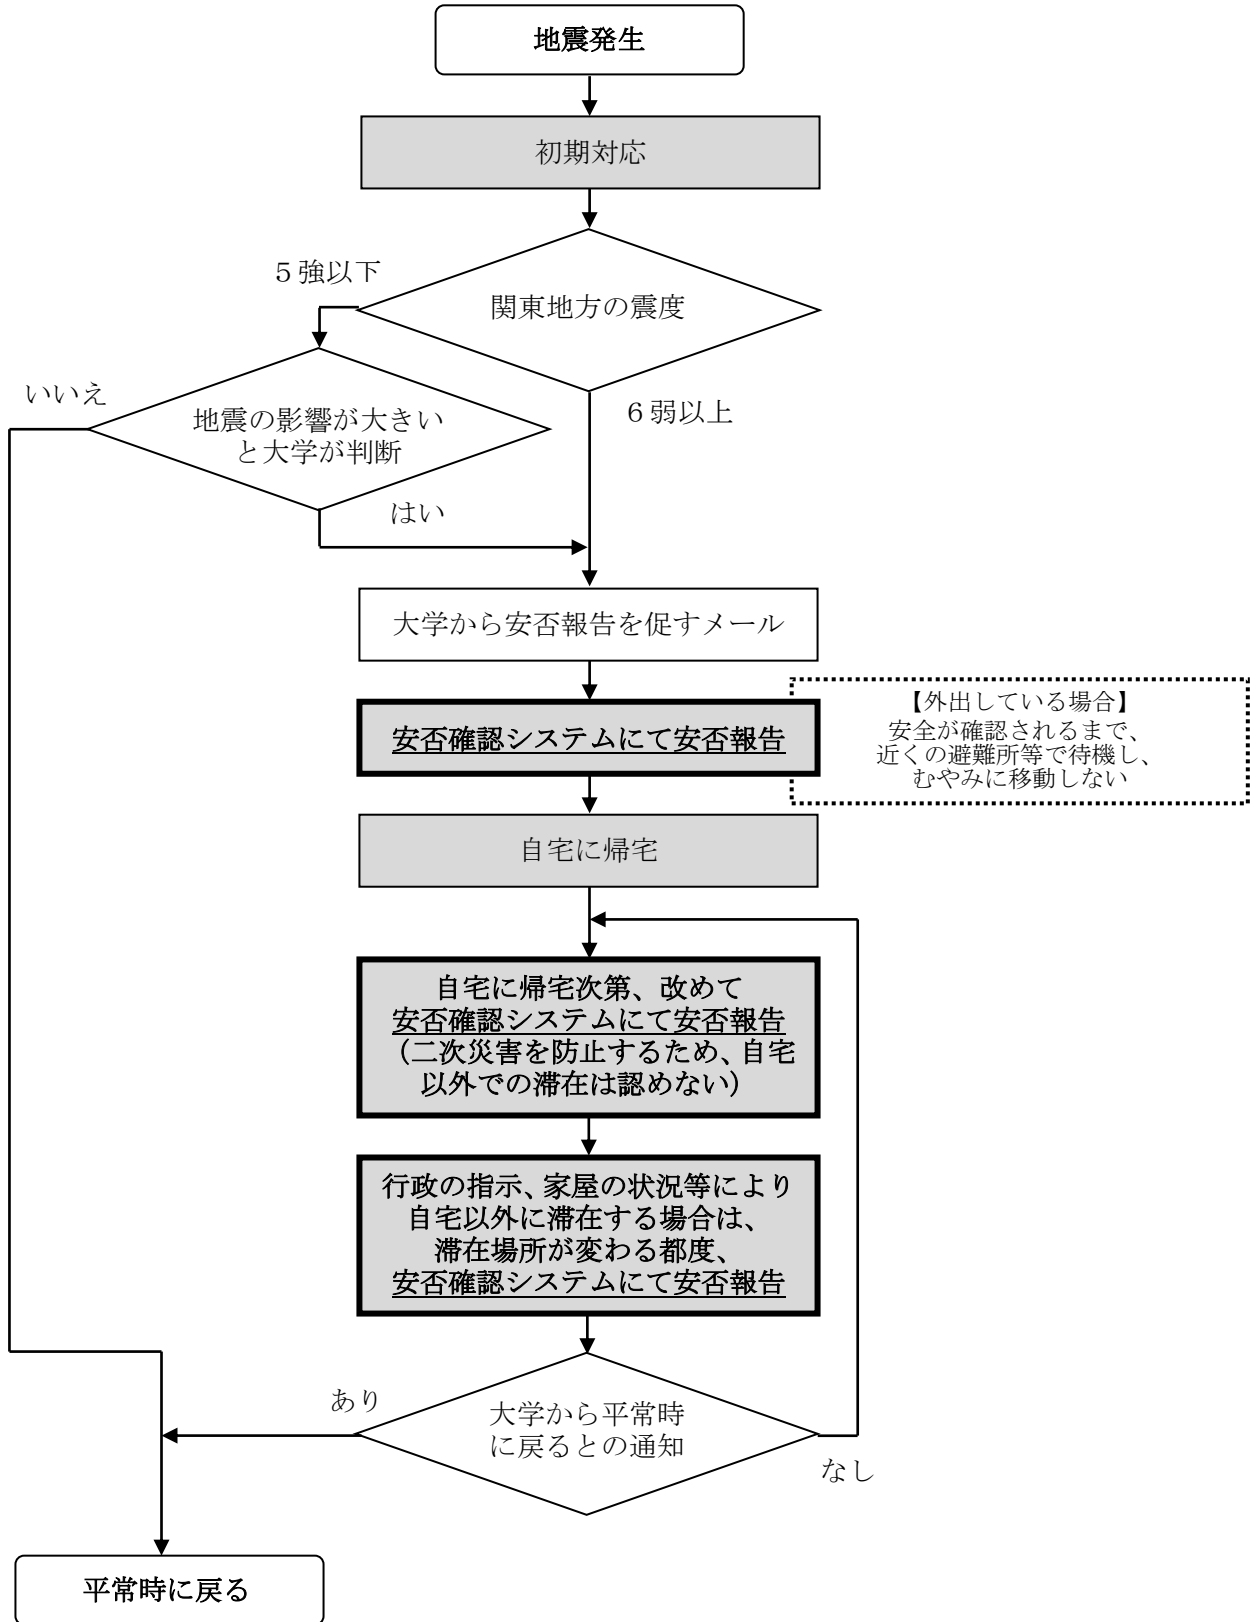 地震発生
初期対応
５強以下
関東地方の震度
いいえ
６弱以上
地震の影響が大きい
と大学が判断
はい
大学から安否報告を促すメール
【外出している場合】
安全が確認されるまで、
近くの避難所等で待機し、
むやみに移動しない
安否確認システムにて安否報告
自宅に帰宅
自宅に帰宅次第、改めて
安否確認システムにて安否報告
（二次災害を防止するため、自宅
以外での滞在は認めない）
行政の指示、家屋の状況等により
自宅以外に滞在する場合は、
滞在場所が変わる都度、
安否確認システムにて安否報告
あり
大学から平常時
に戻るとの通知
なし
平常時に戻る